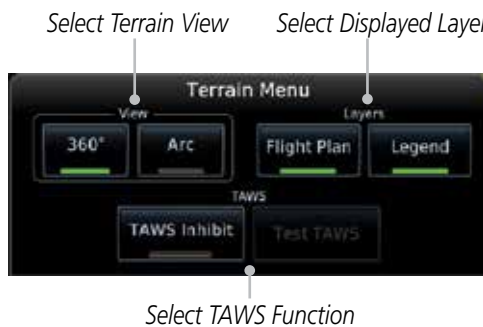 Select Terrain View Select Displayed Layer
Terrain Menu
View Layers
360° Arc Flight Plan Legend
TAWS
TAWS Inhibit Test TAWS
Select TAWS Function